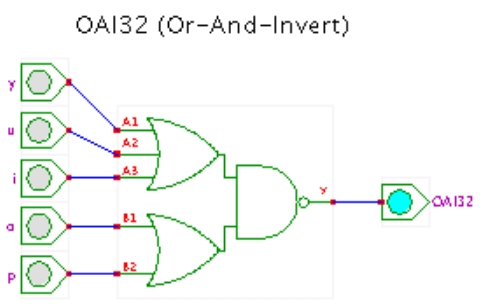 OAI32 (Or-And-Invert)
y
A1
u
A2
i
A3
Y
OAI32
a
B1
p
B2